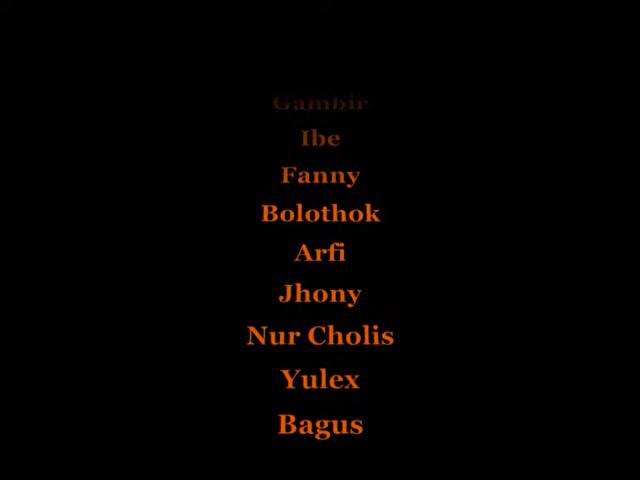 Gambir
Ibe
Fanny
Bolothok
Arfi
Jhony
Nur Cholis
Yulex
Bagus